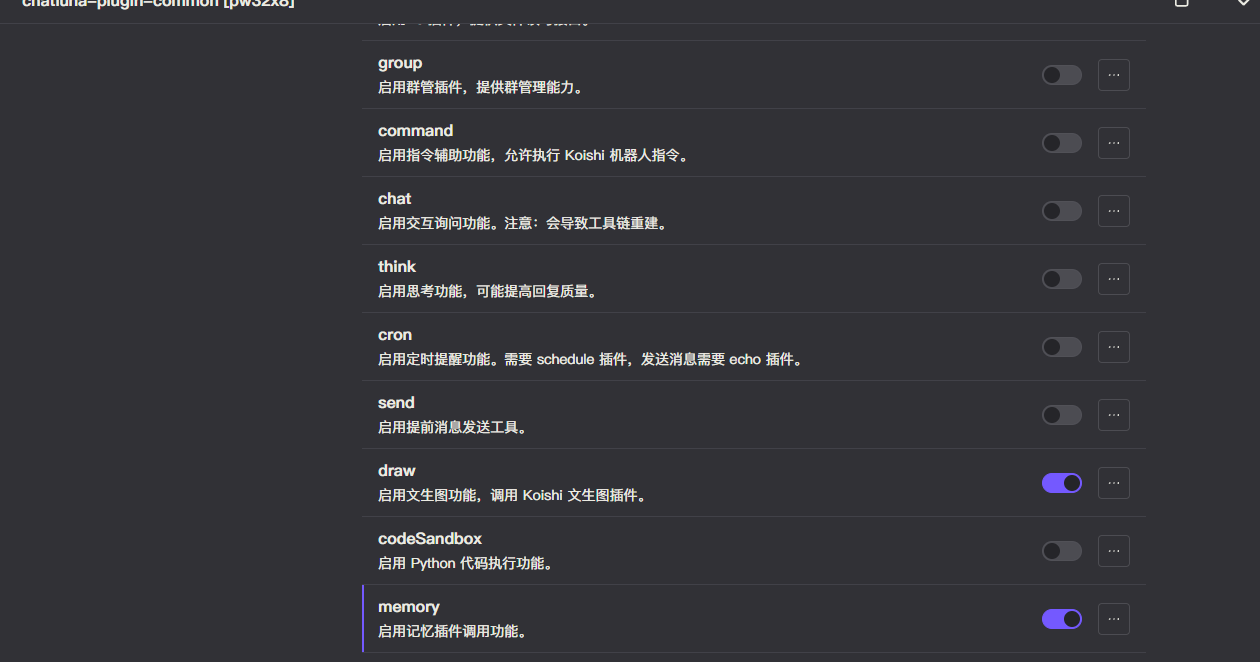 chatluna-plugin-common [pw32x6]
group
启用群管插件，提供群管理能力。
command
启用指令辅助功能，允许执行 Koishi 机器人指令。
chat
启用交互询问功能。注意：会导致工具链重建。
think
启用思考功能，可能提高回复质量。
cron
启用定时提醒功能。需要 schedule 插件，发送消息需要 echo 插件。
send
启用提前消息发送工具。
draw
启用文生图功能，调用 Koishi 文生图插件。
codeSandbox
启用 Python 代码执行功能。
memory
启用记忆插件调用功能。